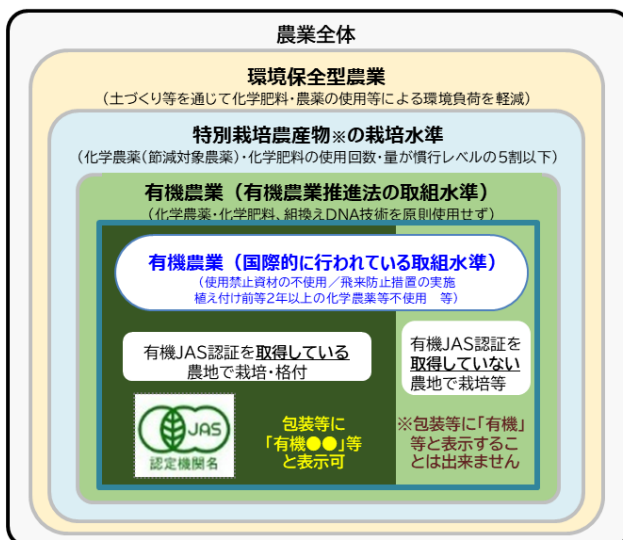 農業全体
環境保全型農業
（土づくり等を通じて化学肥料・農薬の使用等による環境負荷を軽減）
特別栽培農産物※の栽培水準
（化学農薬（節減対象農薬）・化学肥料の使用回数・量が慣行レベルの5割以下）
有機農業（有機農業推進法の取組水準）
（化学農薬・化学肥料、組換えDNA技術を原則使用せず）
有機農業（国際的に行われている取組水準）
（使用禁止資材の不使用／飛来防止措置の実施
植え付け前等2年以上の化学農薬等不使用　等）
有機JAS認証を取得している
農地で栽培・格付
有機JAS認証を
取得していない
農地で栽培等
JAS
認定機関名
包装等に
「有機●●」等
と表示可
※包装等に「有機」
等と表示するこ
とは出来ません